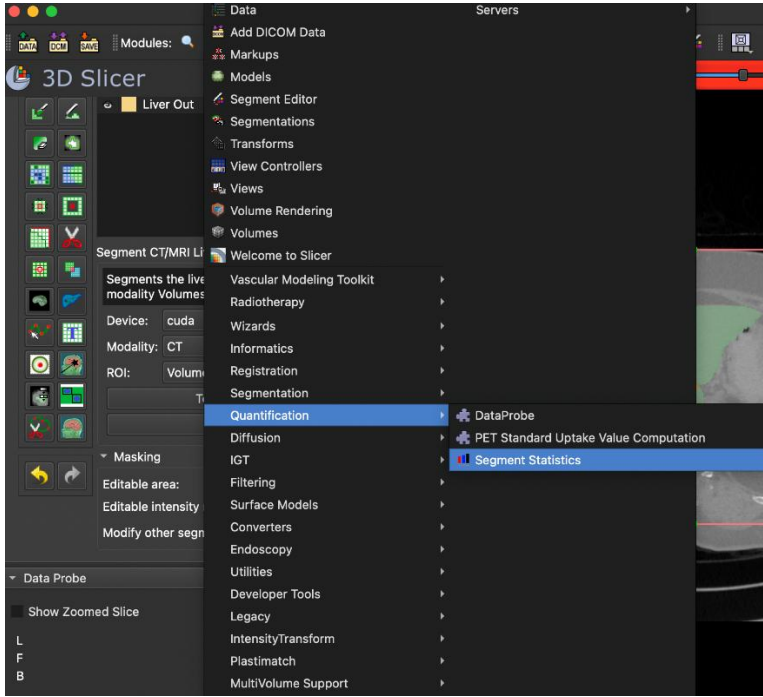 Data
Servers
Add DICOM Data
DATA DCM SAVE Modules:
Markups
3D Slicer
Models
Liver Out
Segment Editor
Segmentations
Transforms
View Controllers
Views
Volume Rendering
Volumes
Segment CT/MRI Li
Welcome to Slicer
Segments the live
Vascular Modeling Toolkit
modality Volumes
Radiotherapy
Device: cuda
Wizards
Modality: CT
Informatics
ROI: Volum
Registration
Segmentation
Quantification
DataProbe
Diffusion
PET Standard Uptake Value Computation
Masking
IGT
Segment Statistics
Editable area:
Filtering
Editable intensity
Surface Models
Modify other segn
Converters
Endoscopy
Data Probe
Utilities
Show Zoomed Slice
Developer Tools
Legacy
L
IntensityTransform
F
Plastimatch
B
MultiVolume Support